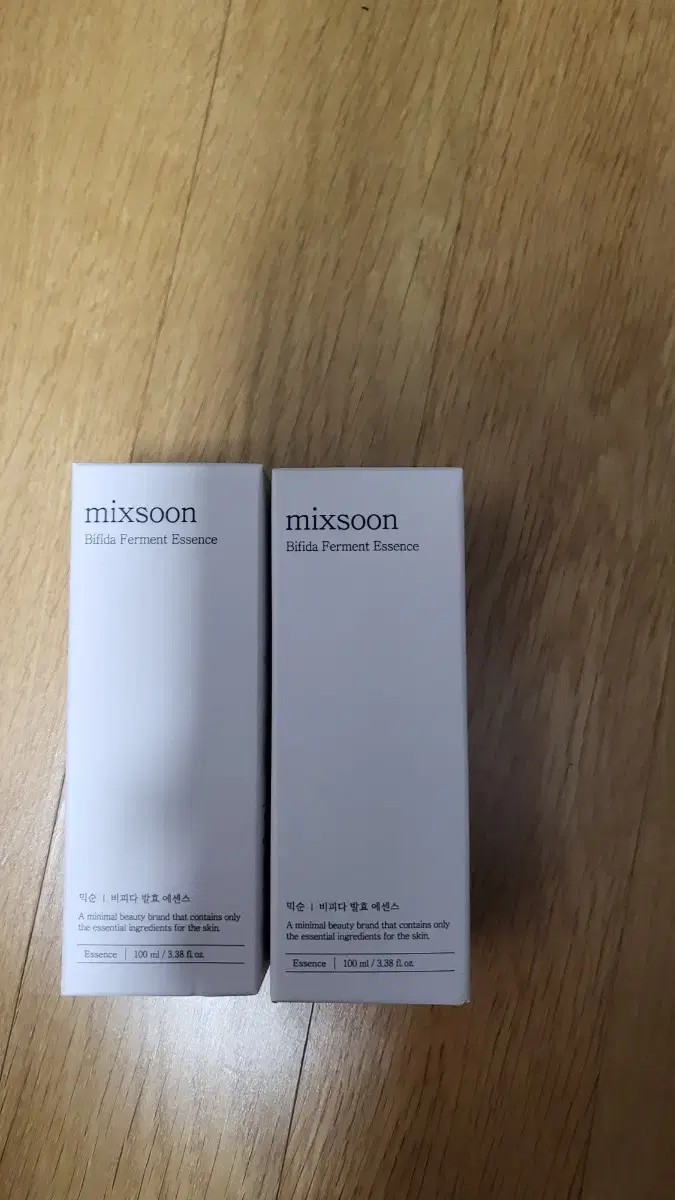 mixsoon
Bifida Ferment Essence
믹순 | 비피다 발효 에센스
A minimal beauty brand that contains only
the essential ingredients for the skin.
Essence | 100 ml / 3.38 fl. oz.
mixsoon
Bifida Ferment Essence
믹순 | 비피다 발효 에센스
A minimal beauty brand that contains only
the essential ingredients for the skin.
Essence | 100 ml / 3.38 fl. oz.